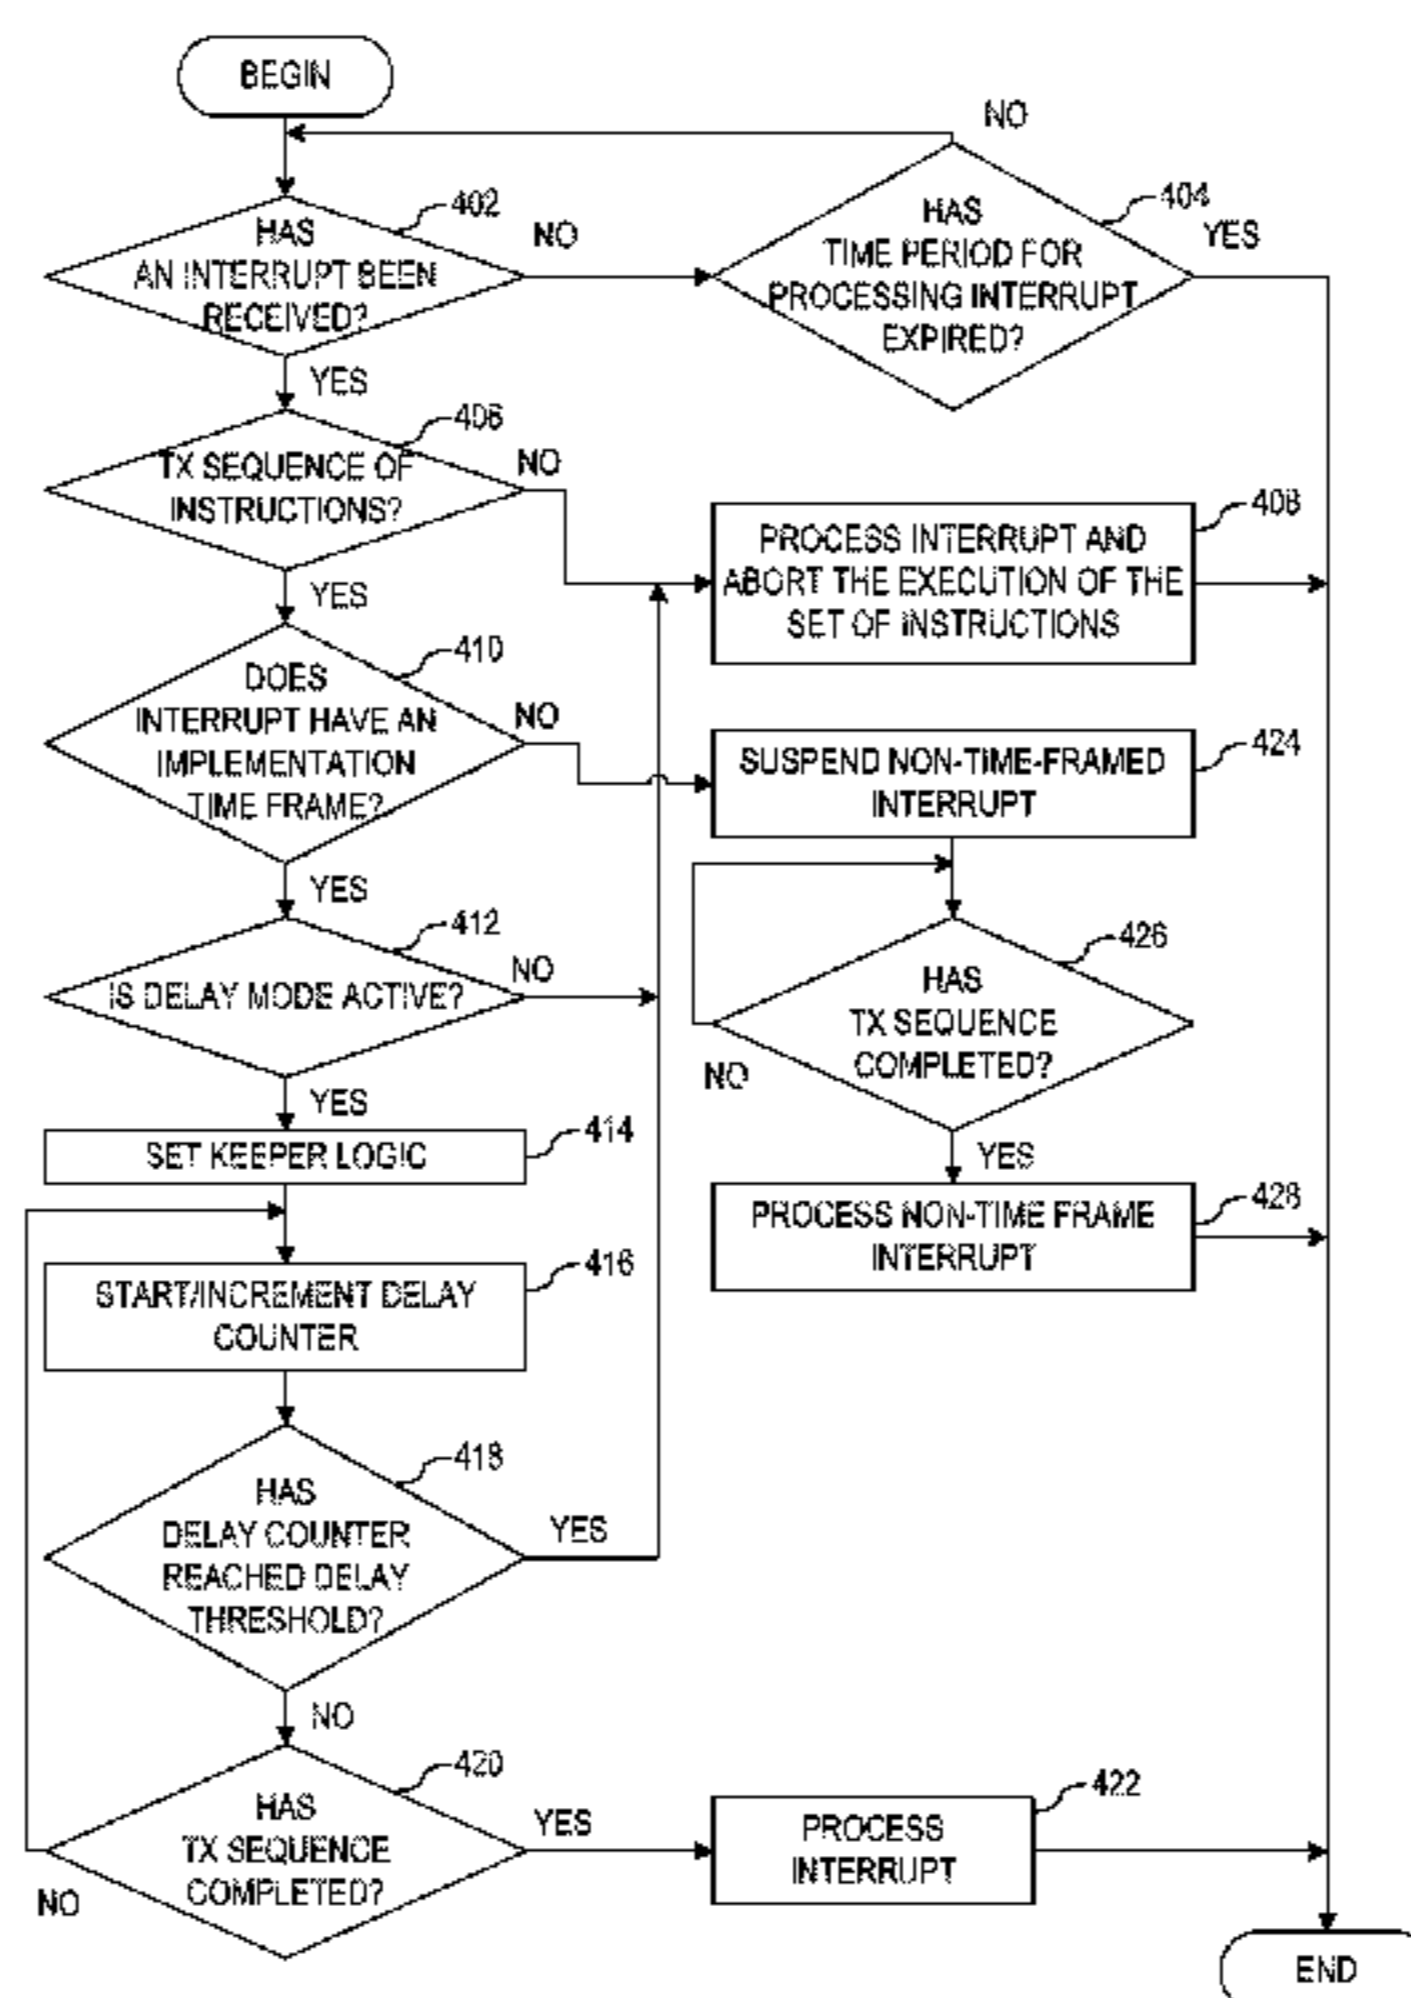 BEGIN
NO
402
HAS
AN INTERRUPT BEEN
RECEIVED?
NO
404
HAS
TIME PERIOD FOR
PROCESSING INTERRUPT
EXPIRED?
YES
YES
406
TX SEQUENCE OF
INSTRUCTIONS?
NO
408
PROCESS INTERRUPT AND
ABORT THE EXECUTION OF THE
SET OF INSTRUCTIONS
YES
410
DOES
INTERRUPT HAVE AN
IMPLEMENTATION
TIME FRAME?
NO
424
SUSPEND NON-TIME-FRAMED
INTERRUPT
YES
412
IS DELAY MODE ACTIVE?
NO
426
HAS
TX SEQUENCE
COMPLETED?
NO
YES
YES
414
SET KEEPER LOGIC
428
PROCESS NON-TIME FRAME
INTERRUPT
416
START/INCREMENT DELAY
COUNTER
418
HAS
DELAY COUNTER
REACHED DELAY
THRESHOLD?
YES
NO
420
HAS
TX SEQUENCE
COMPLETED?
NO
YES
422
PROCESS
INTERRUPT
END